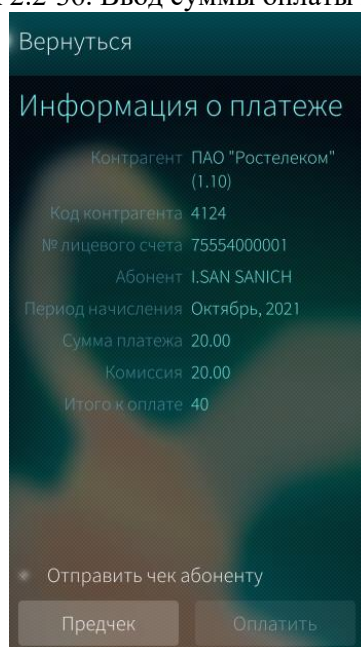 2.2-30. Ввод суммы оплаты
Вернуться
Информация о платеже
Контрагент ПАО "Ростелеком"
(1.10)
Код контрагента 4124
№ лицевого счета 75554000001
Абонент I.SAN SANICH
Период начисления Октябрь, 2021
Сумма платежа 20.00
Комиссия 20.00
Итого к оплате 40
Отправить чек абоненту
Предчек Оплатить